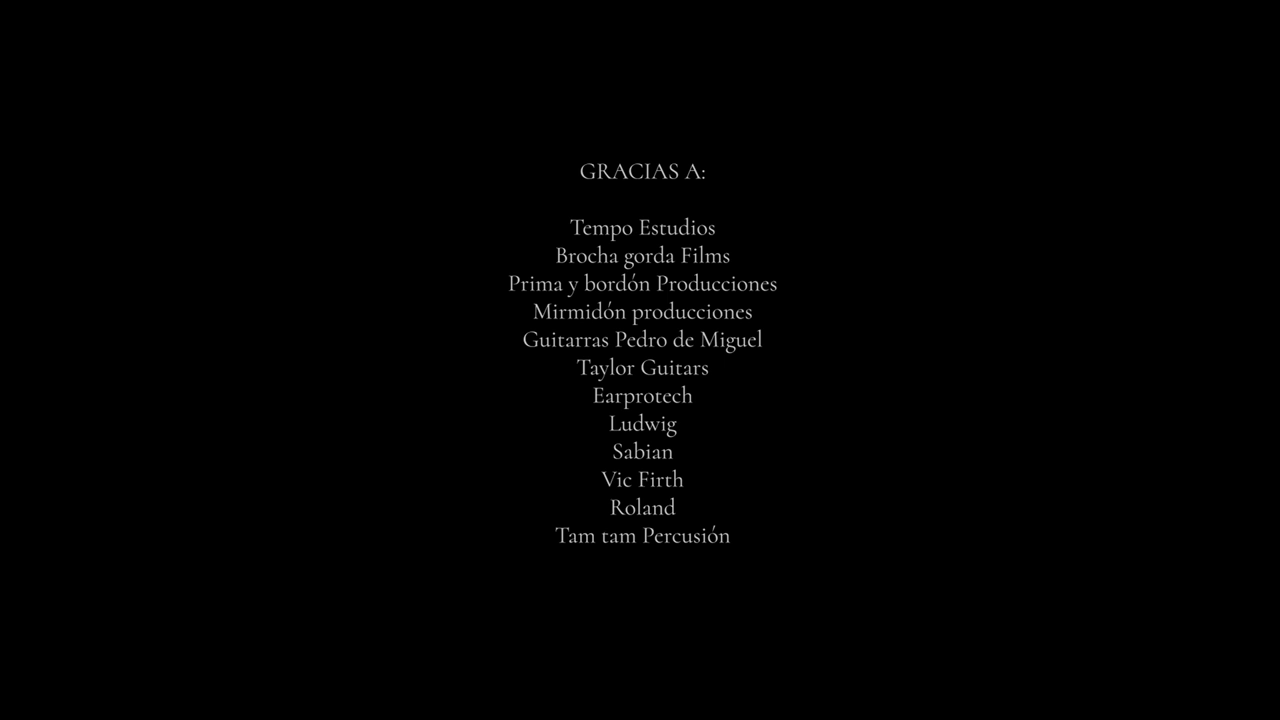 GRACIAS A:
Tempo Estudios
Brocha gorda Films
Prima y bordón Producciones
Mirmidón producciones
Guitarras Pedro de Miguel
Taylor Guitars
Earprotech
Ludwig
Sabian
Vic Firth
Roland
Tam tam Percusión